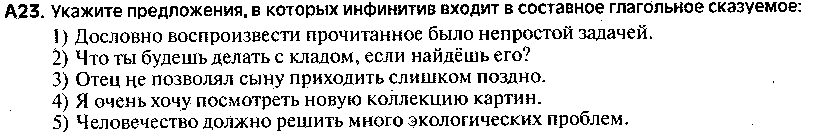 А23. Укажите предложения, в которых инфинитив входит в составное глагольное сказуемое:
1) Дословно воспроизвести прочитанное было непростой задачей.
2) Что ты будешь делать с кладом, если найдёшь его?
3) Отец не позволял сыну приходить слишком поздно.
4) Я очень хочу посмотреть новую коллекцию картин.
5) Человечество должно решить много экологических проблем.